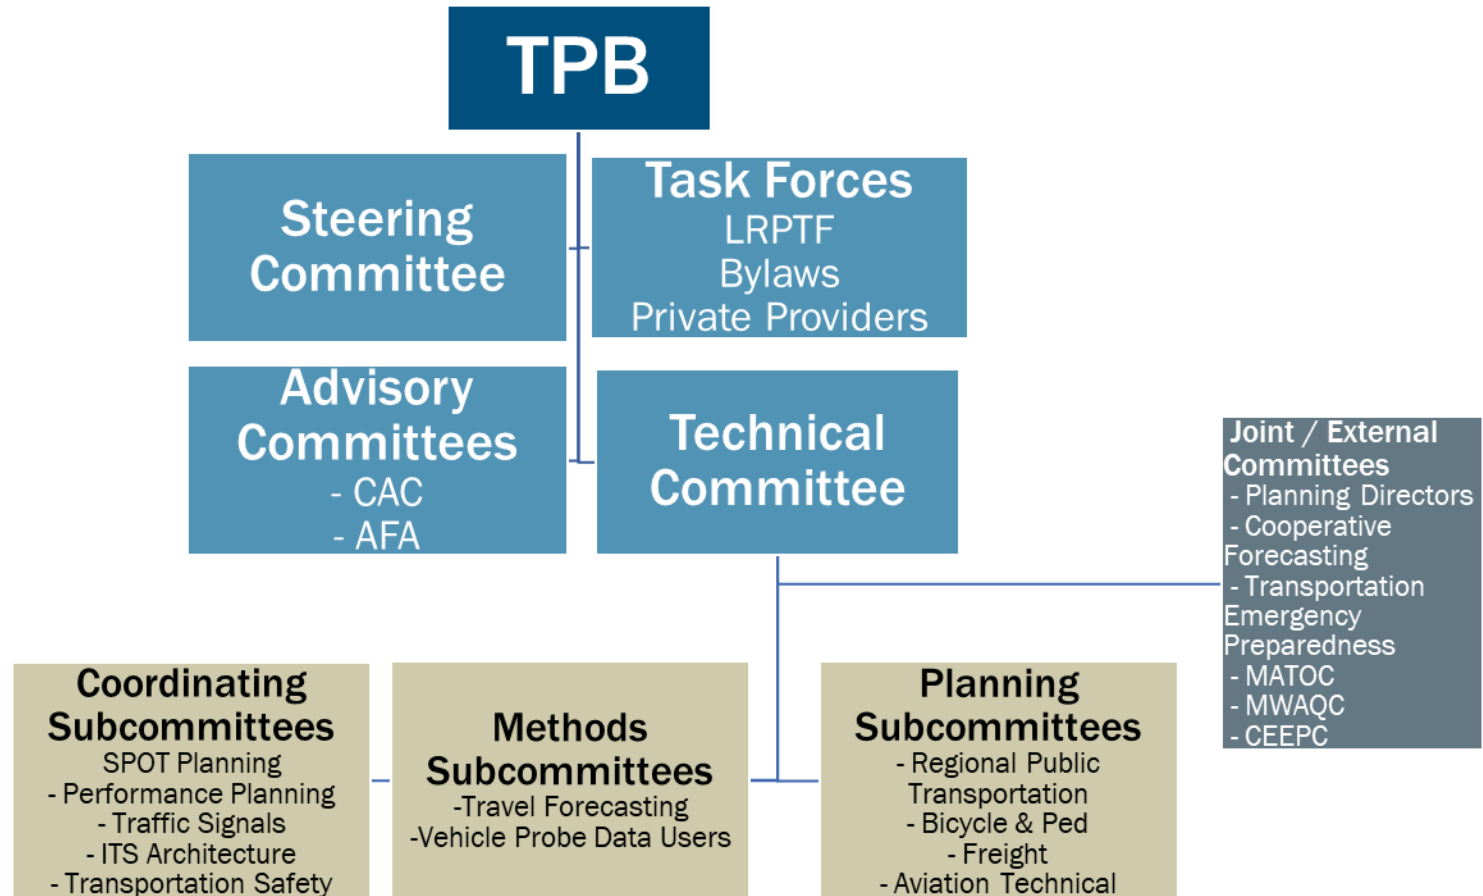 TPB
Steering
Committee
Task Forces
LRPTF
Bylaws
Private Providers
Advisory
Committees
- CAC
- AFA
Technical
Committee
Joint / External
Committees
- Planning Directors
- Cooperative
Forecasting
- Transportation
Emergency
Preparedness
- MATOC
- MWAQC
- CEEPC
Coordinating
Subcommittees
SPOT Planning
- Performance Planning
- Traffic Signals
- ITS Architecture
- Transportation Safety
Methods
Subcommittees
-Travel Forecasting
-Vehicle Probe Data Users
Planning
Subcommittees
- Regional Public
Transportation
- Bicycle & Ped
- Freight
- Aviation Technical